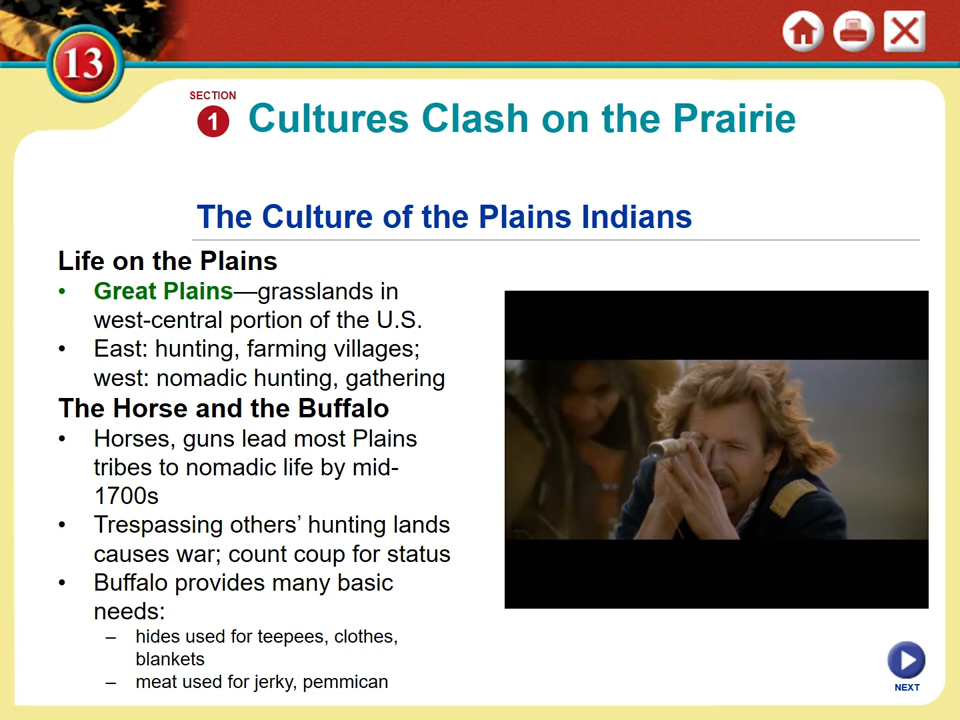 13
SECTION
1
Cultures Clash on the Prairie
The Culture of the Plains Indians
Life on the Plains
• Great Plains—grasslands in
west-central portion of the U.S.
• East: hunting, farming villages;
west: nomadic hunting, gathering
The Horse and the Buffalo
• Horses, guns lead most Plains
tribes to nomadic life by mid-
1700s
• Trespassing others’ hunting lands
causes war; count coup for status
• Buffalo provides many basic
needs:
– hides used for teepees, clothes,
blankets
– meat used for jerky, pemmican
NEXT